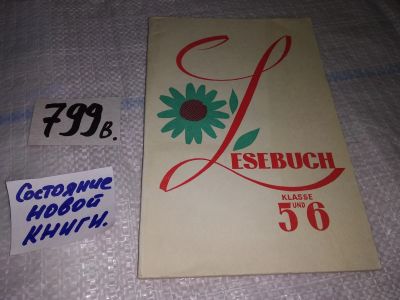 799в.
Состояние
новой
книги.
LESEBUCH
KLASSE
5 UND 6